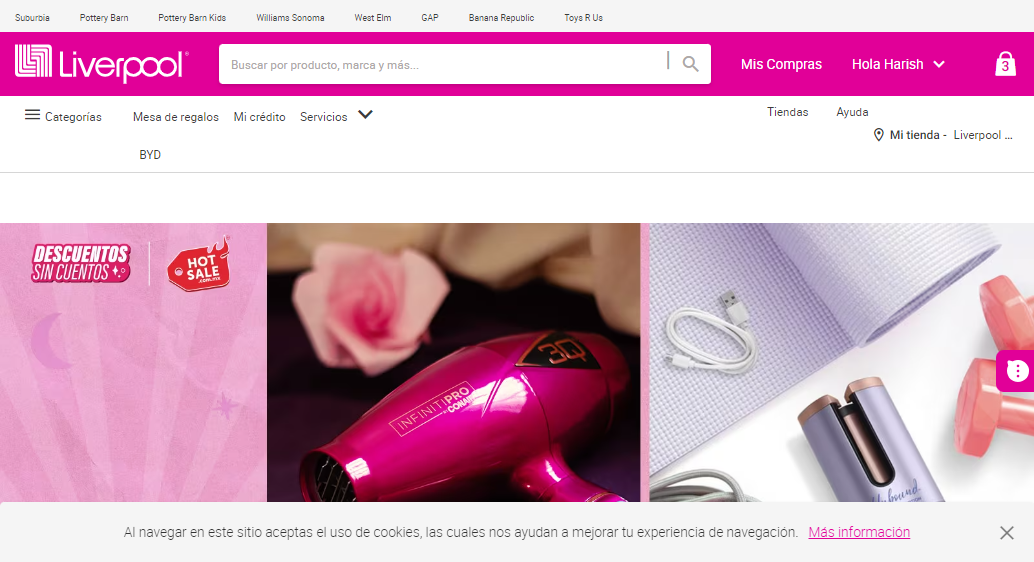 Suburbia Pottery Barn Pottery Barn Kids Williams Sonoma West Elm GAP Banana Republic Toys R Us
Liverpool® Buscar por producto, marca y más... Mis Compras Hola Harish 3
Categorías Mesa de regalos Mi crédito Servicios Tiendas Ayuda
Mi tienda - Liverpool ...
BYD
DESCUENTOS
SIN CUENTOS
HOT
SALE
.com.mx
3Q
INFINITIPRO
BY CONAIR
Al navegar en este sitio aceptas el uso de cookies, las cuales nos ayudan a mejorar tu experiencia de navegación. Más información